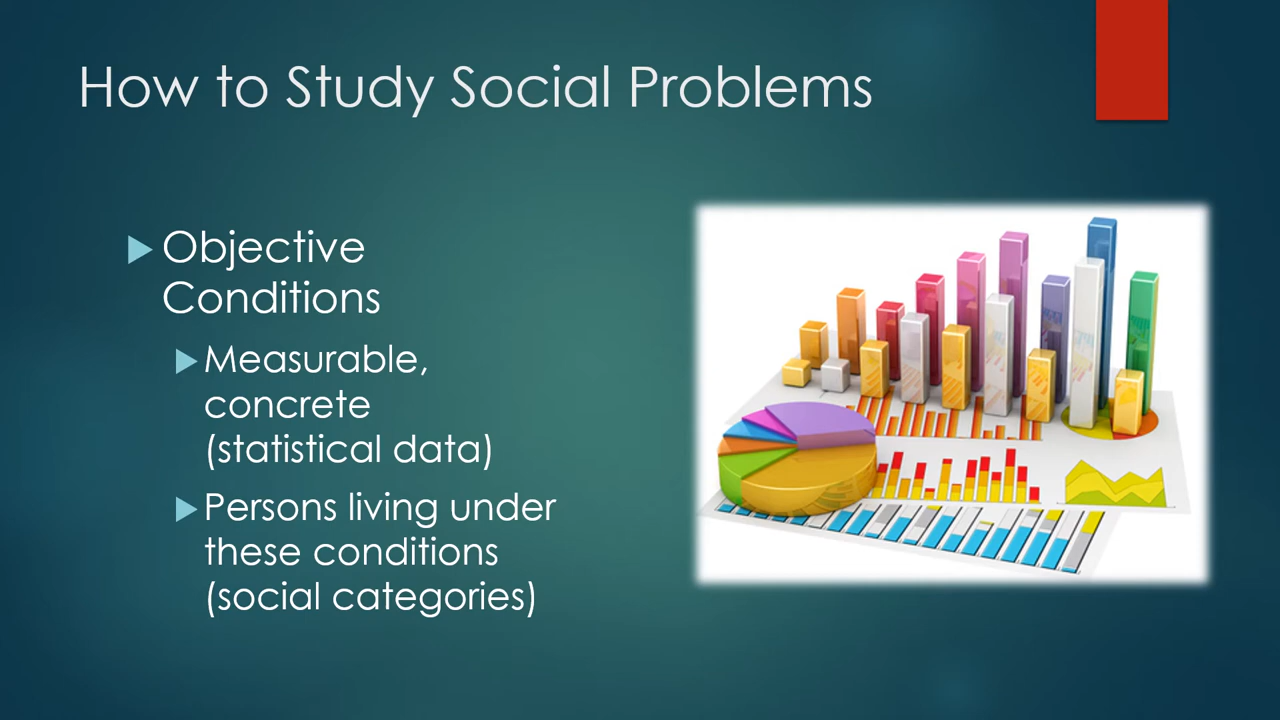 How to Study Social Problems
Objective
Conditions
Measurable,
concrete
(statistical data)
Persons living under
these conditions
(social categories)